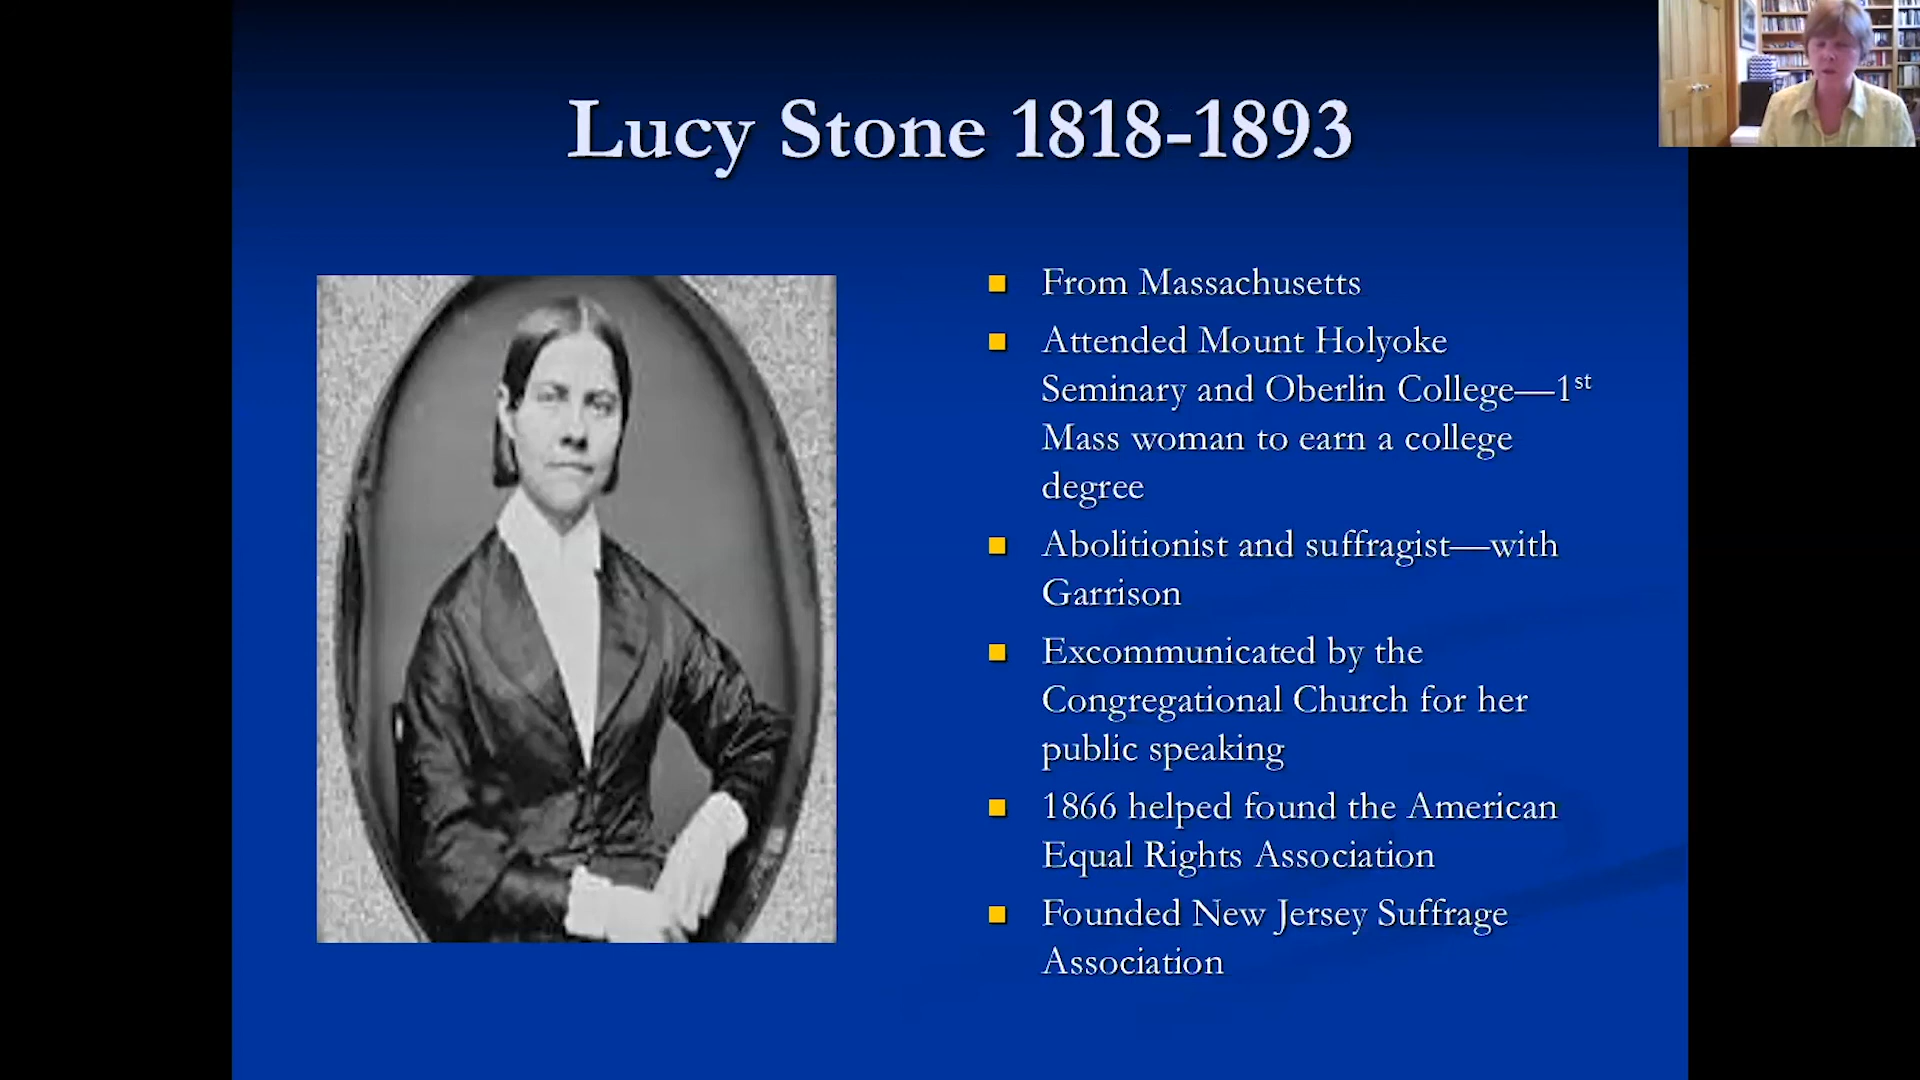 Lucy Stone 1818-1893
From Massachusetts
Attended Mount Holyoke
Seminary and Oberlin College—1st
Mass woman to earn a college
degree
Abolitionist and suffragist—with
Garrison
Excommunicated by the
Congregational Church for her
public speaking
1866 helped found the American
Equal Rights Association
Founded New Jersey Suffrage
Association